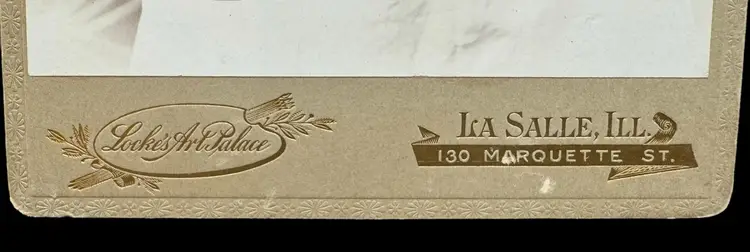 Locke's Art Palace
LA SALLE, ILL.
130 MARQUETTE ST.